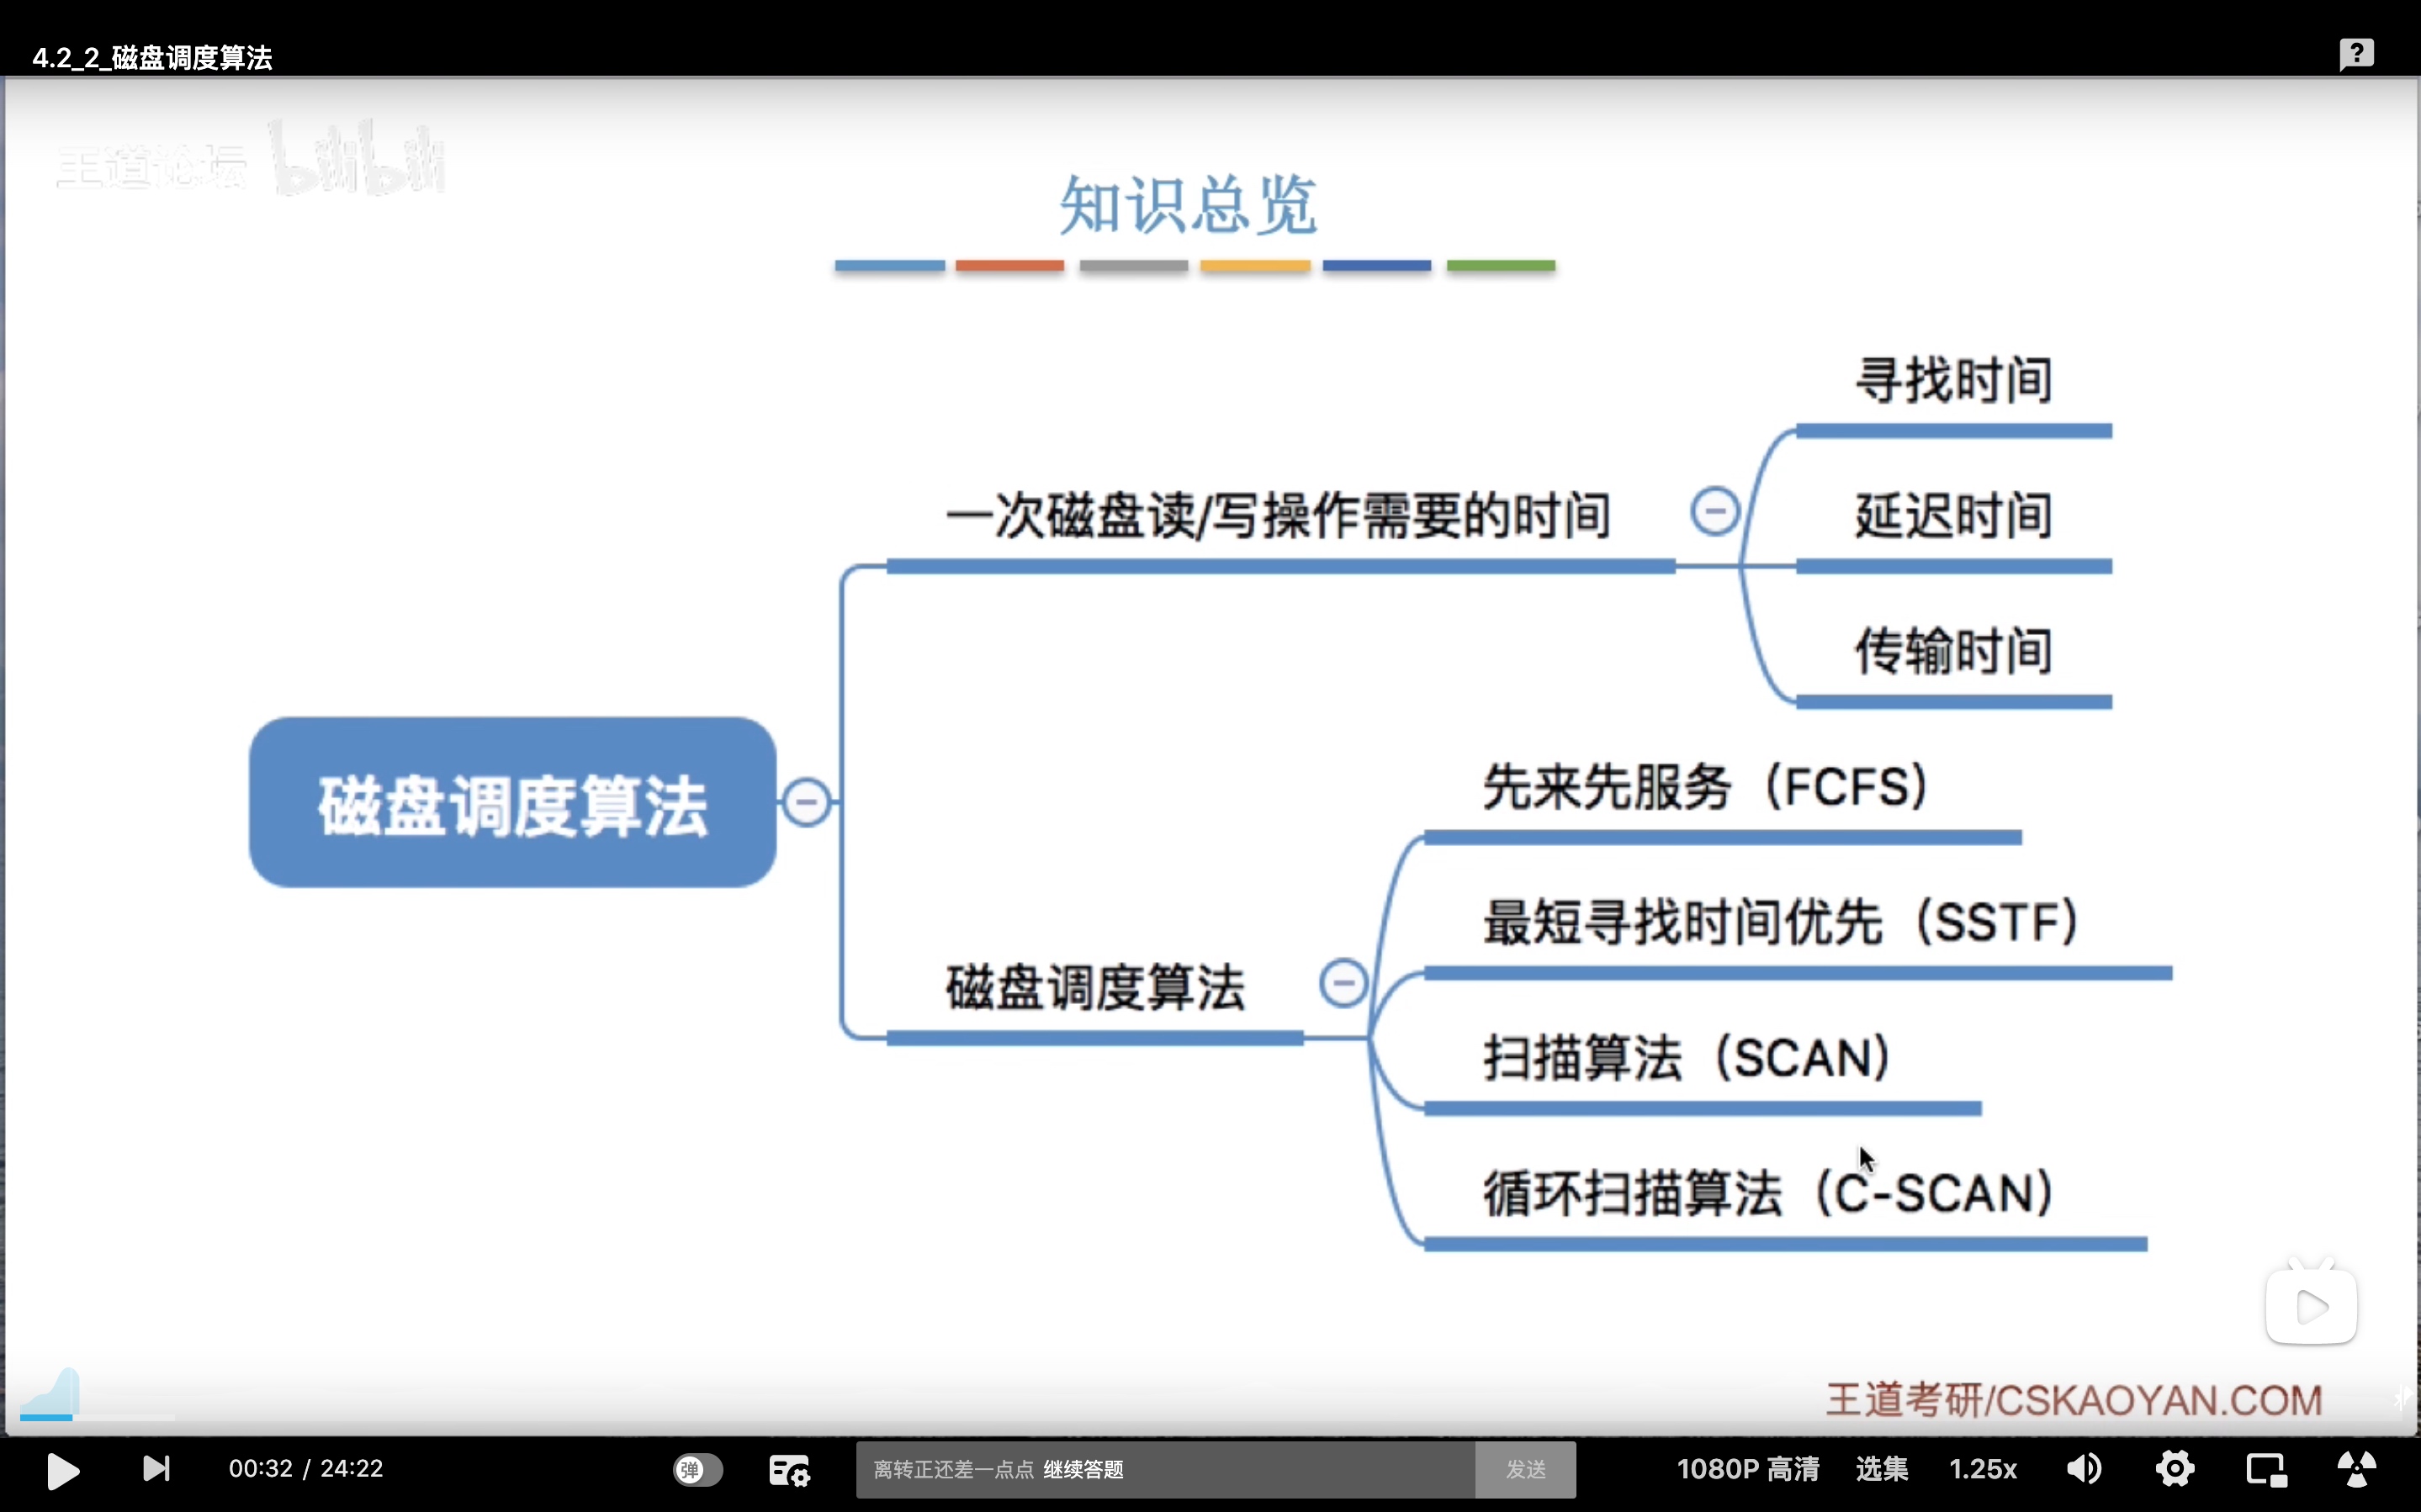 4.2_2_磁盘调度算法
王道论坛 bilibili
知识总览
寻找时间
一次磁盘读/写操作需要的时间
延迟时间
传输时间
磁盘调度算法
先来先服务（FCFS）
最短寻找时间优先（SSTF）
磁盘调度算法
扫描算法（SCAN）
循环扫描算法（C-SCAN）
王道考研/CSKAOYAN.COM
00:32 / 24:22
弹
离转正还差一点点 继续答题
发送
1080P 高清
选集
1.25x